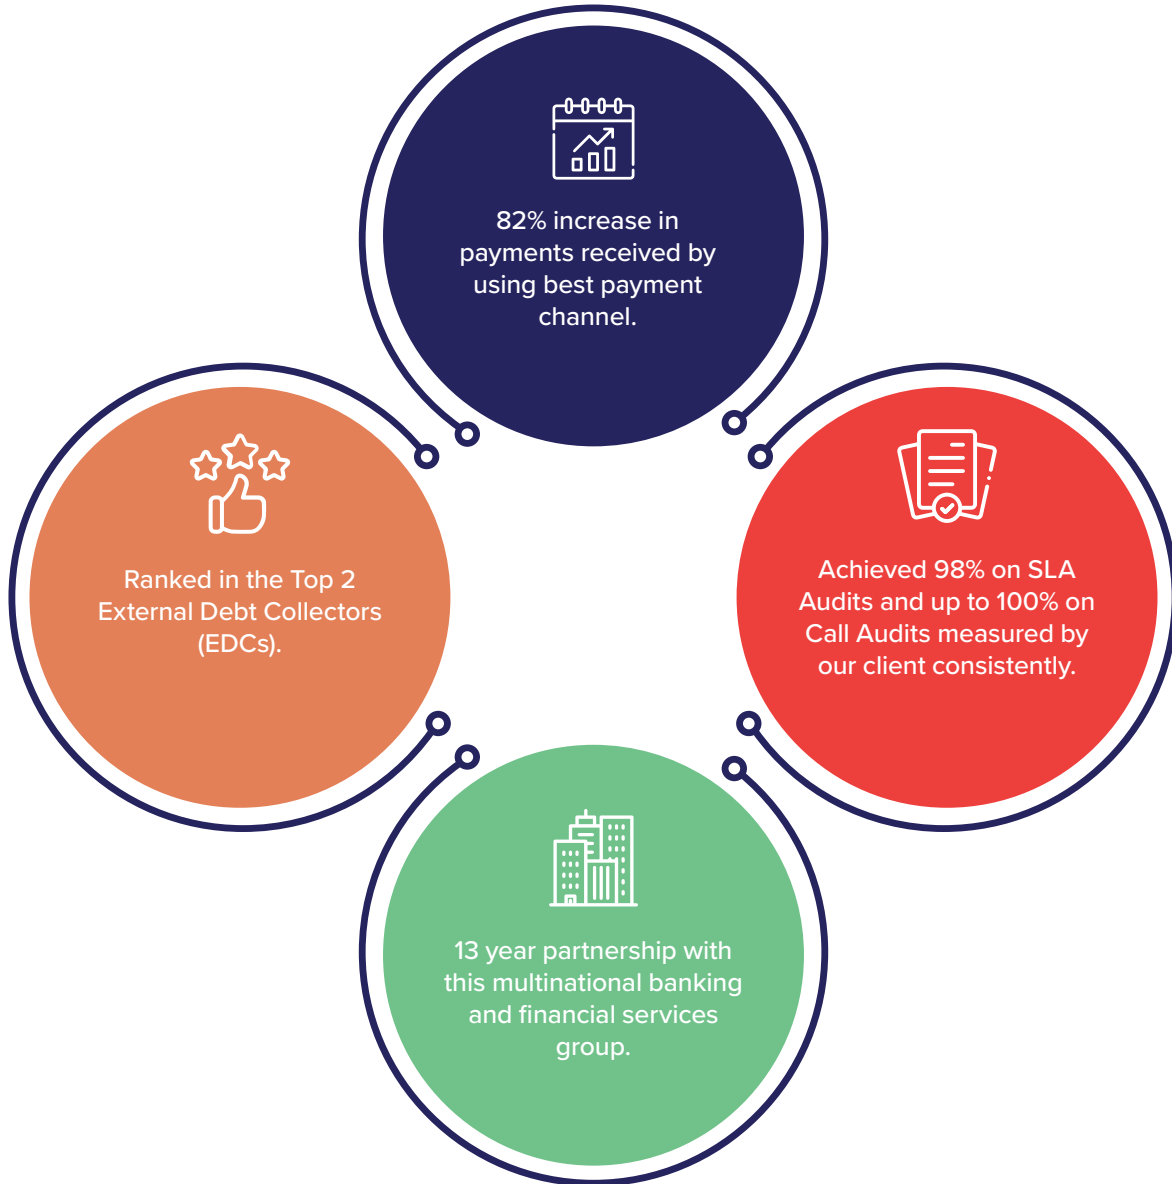 82% increase in
payments received by
using best payment
channel.
Ranked in the Top 2
External Debt Collectors
(EDCs).
Achieved 98% on SLA
Audits and up to 100% on
Call Audits measured by
our client consistently.
13 year partnership with
this multinational banking
and financial services
group.